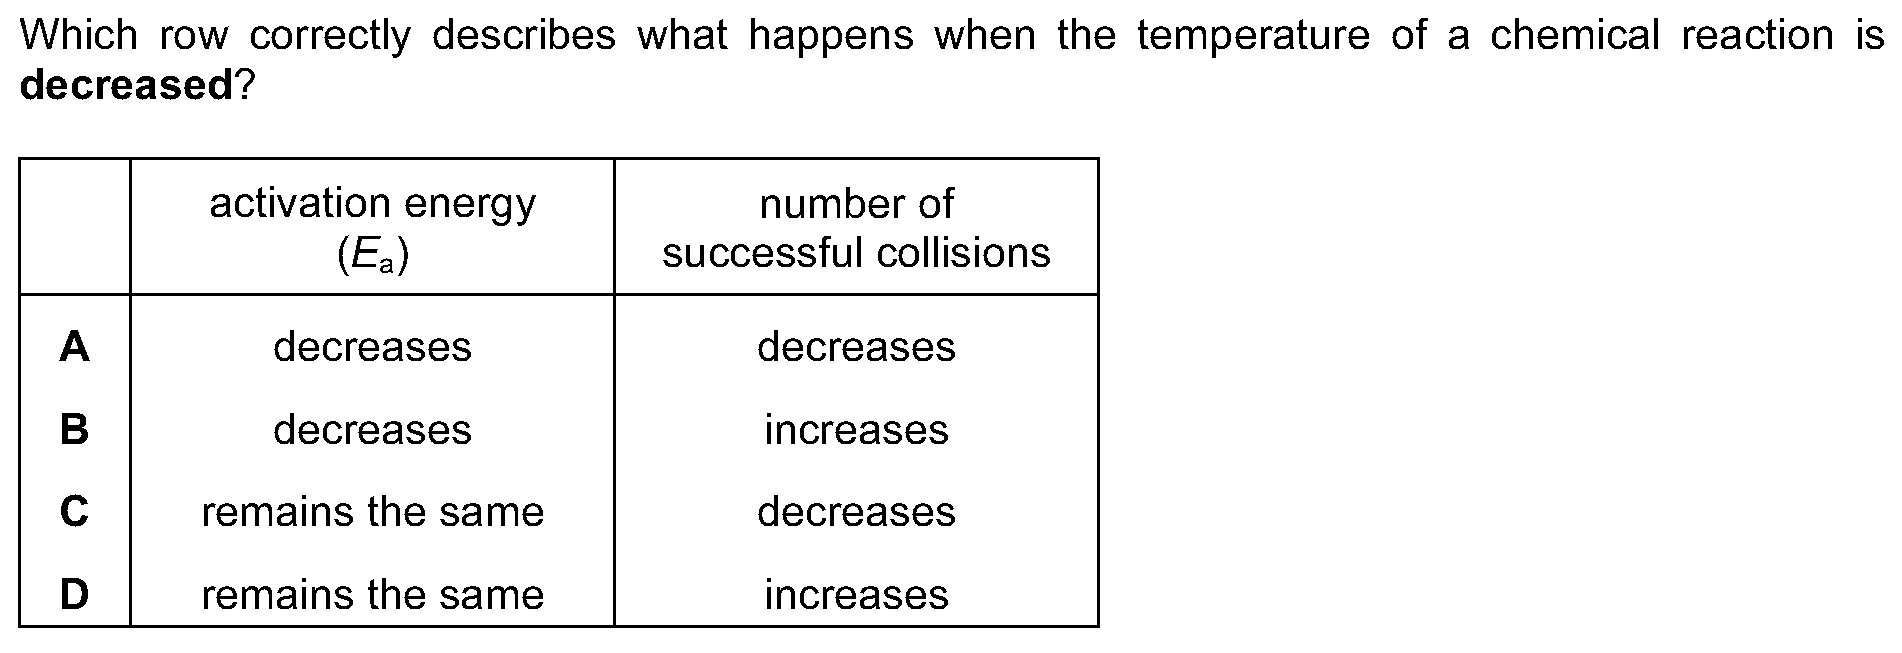 Which row correctly describes what happens when the temperature of a chemical reaction is
decreased?
activation energy
(Ea)
number of
successful collisions
A decreases decreases
B decreases increases
C remains the same decreases
D remains the same increases